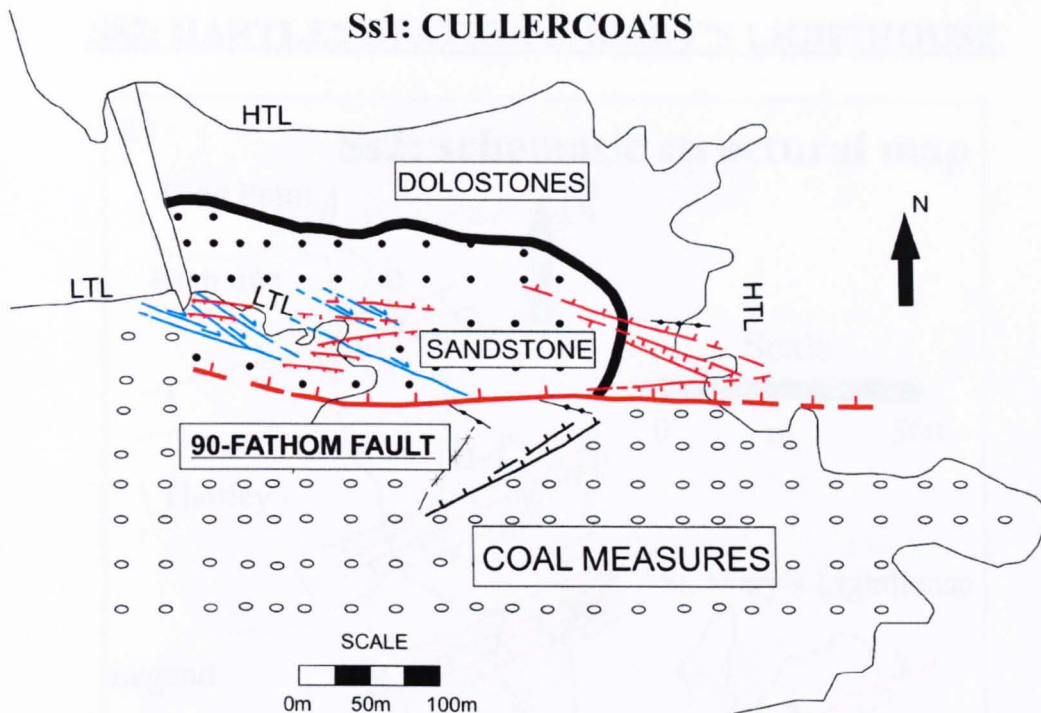 Ss1: CULLERCOATS
HTL
DOLOSTONES
N
LTL
LTL
HTL
SANDSTONE
90-FATHOM FAULT
COAL MEASURES
SCALE
0m 50m 100m